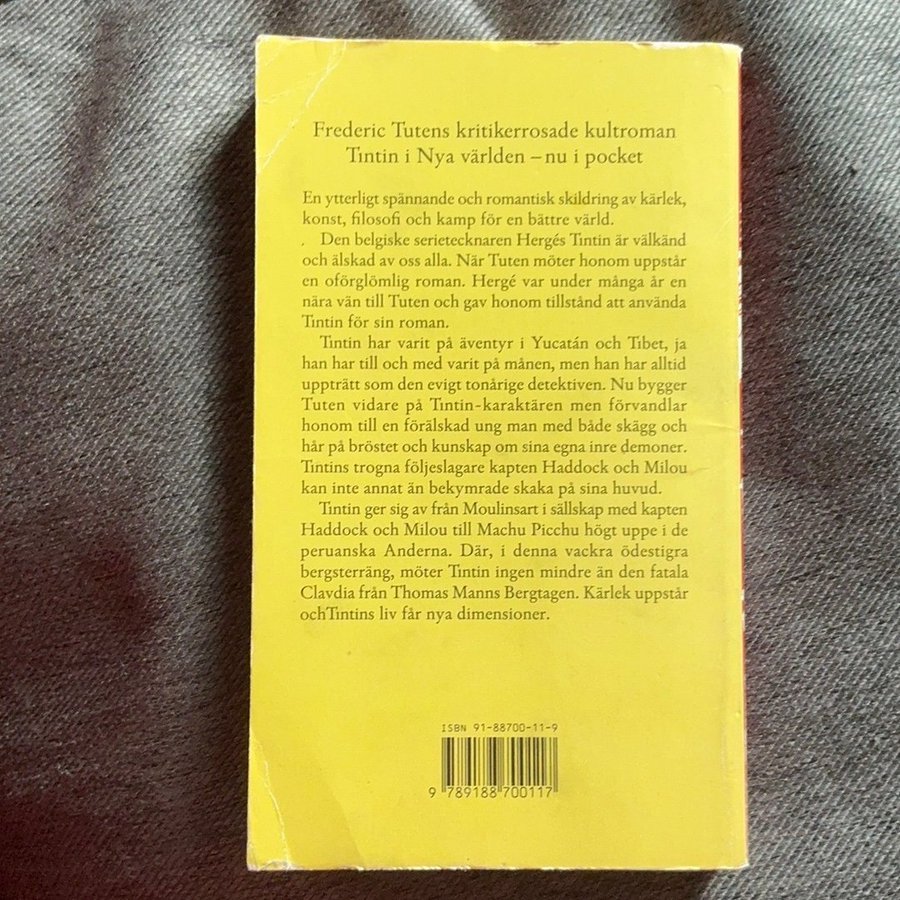 Frederic Tutens kritikerrosade kultroman
Tintin i Nya världen – nu i pocket
En ytterligt spännande och romantisk skildring av kärlek,
konst, filosofi och kamp för en bättre värld.
Den belgiske serietecknaren Hergés Tintin är välkänd
och älskad av oss alla. När Tuten möter honom uppstår
en oförglömlig roman. Hergé var under många år en
nära vän till Tuten och gav honom tillstånd att använda
Tintin för sin roman.
Tintin har varit på äventyr i Yucatán och Tibet, ja
han har till och med varit på månen, men han har alltid
uppträtt som den evigt tonårige detektiven. Nu bygger
Tuten vidare på Tintin-karaktären men förvandlar
honom till en förälskad ung man med både skägg och
hår på bröstet och kunskap om sina egna inre demoner.
Tintins trogna följeslagare kapten Haddock och Milou
kan inte annat än bekymrade skaka på sina huvud.
Tintin ger sig av från Moulinsart i sällskap med kapten
Haddock och Milou till Machu Picchu högt uppe i de
peruanska Anderna. Där, i denna vackra ödestigra
bergsterräng, möter Tintin ingen mindre än den fatala
Clavdia från Thomas Manns Bergtagen. Kärlek uppstår
ochTintins liv får nya dimensioner.
ISBN 91-88700-11-9
9 789188 700117